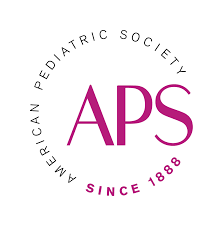 AMERICAN PEDIATRIC SOCIETY
APS
SINCE 1888